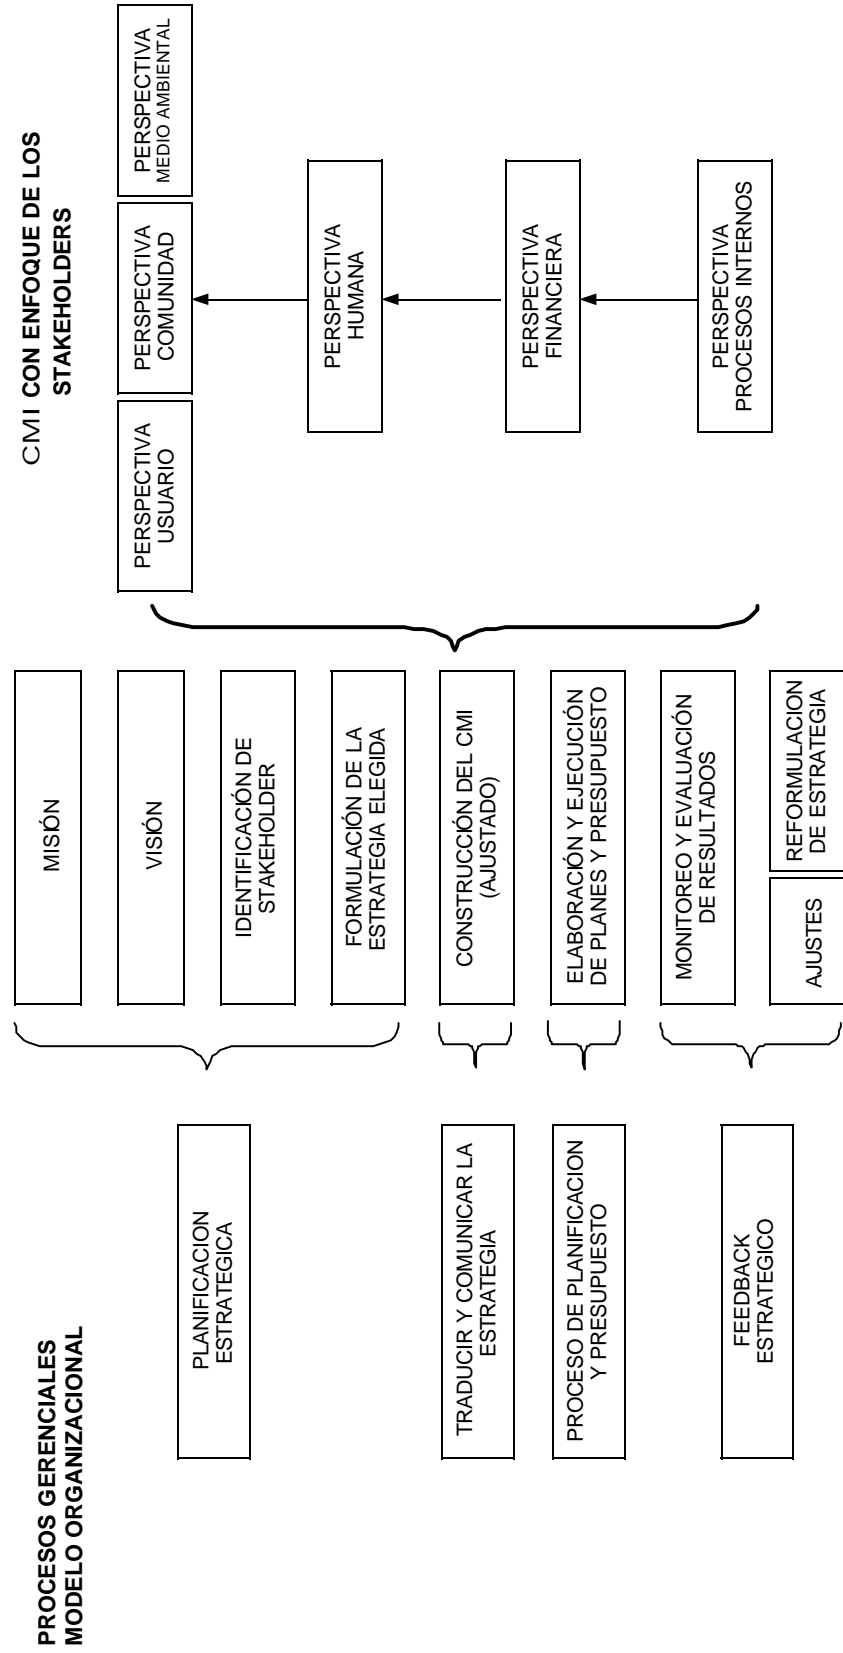 PROCESOS GERENCIALES
MODELO ORGANIZACIONAL
CMI CON ENFOQUE DE LOS
STAKEHOLDERS
PLANIFICACION
ESTRATEGICA
TRADUCIR Y COMUNICAR LA
ESTRATEGIA
PROCESO DE PLANIFICACION
Y PRESUPUESTO
FEEDBACK
ESTRATEGICO
MISIÓN
VISIÓN
IDENTIFICACIÓN DE
STAKEHOLDER
FORMULACIÓN DE LA
ESTRATEGIA ELEGIDA
CONSTRUCCIÓN DEL CMI
(AJUSTADO)
ELABORACIÓN Y EJECUCIÓN
DE PLANES Y PRESUPUESTO
MONITOREO Y EVALUACIÓN
DE RESULTADOS
AJUSTES
REFORMULACION
DE ESTRATEGIA
PERSPECTIVA
USUARIO
PERSPECTIVA
COMUNIDAD
PERSPECTIVA
MEDIO AMBIENTAL
PERSPECTIVA
HUMANA
PERSPECTIVA
FINANCIERA
PERSPECTIVA
PROCESOS INTERNOS